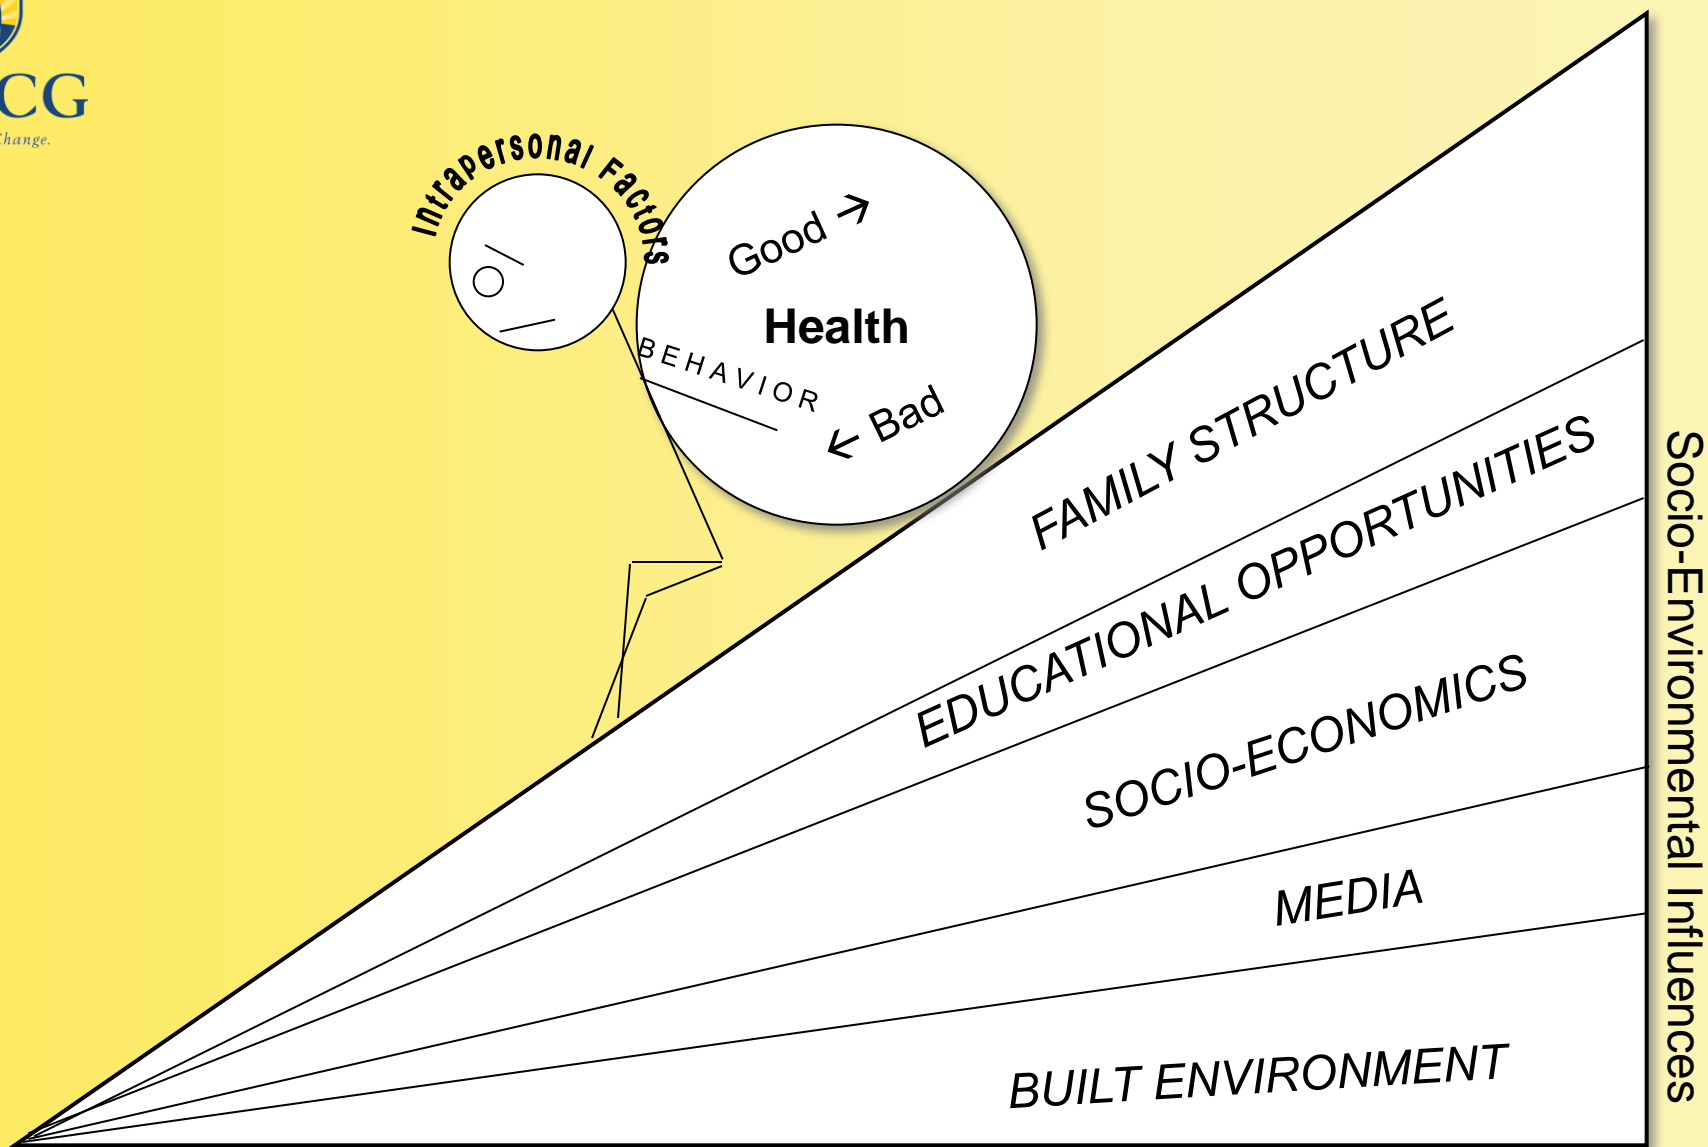 CG
Change.
Intrapersonal Factors
Good →
Health
BEHAVIOR
← Bad
FAMILY STRUCTURE
EDUCATIONAL OPPORTUNITIES
SOCIO-ECONOMICS
MEDIA
BUILT ENVIRONMENT
Socio-Environmental Influences